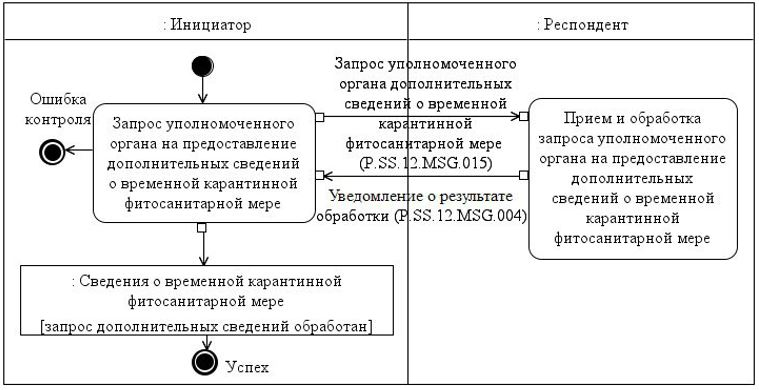 : Инициатор
: Респондент
Ошибка
контроля
Запрос уполномоченного
органа на предоставление
дополнительных сведений
о временной карантинной
фитосанитарной мере
Запрос уполномоченного
органа дополнительных
сведений о временной
карантинной
фитосанитарной мере
(P.SS.12.MSG.015)
Уведомление о результате
обработки (P.SS.12.MSG.004)
Прием и обработка
запроса уполномоченного
органа на предоставление
дополнительных
сведений о временной
карантинной
фитосанитарной мере
: Сведения о временной карантинной
фитосанитарной мере
[запрос дополнительных сведений обработан]
Успех